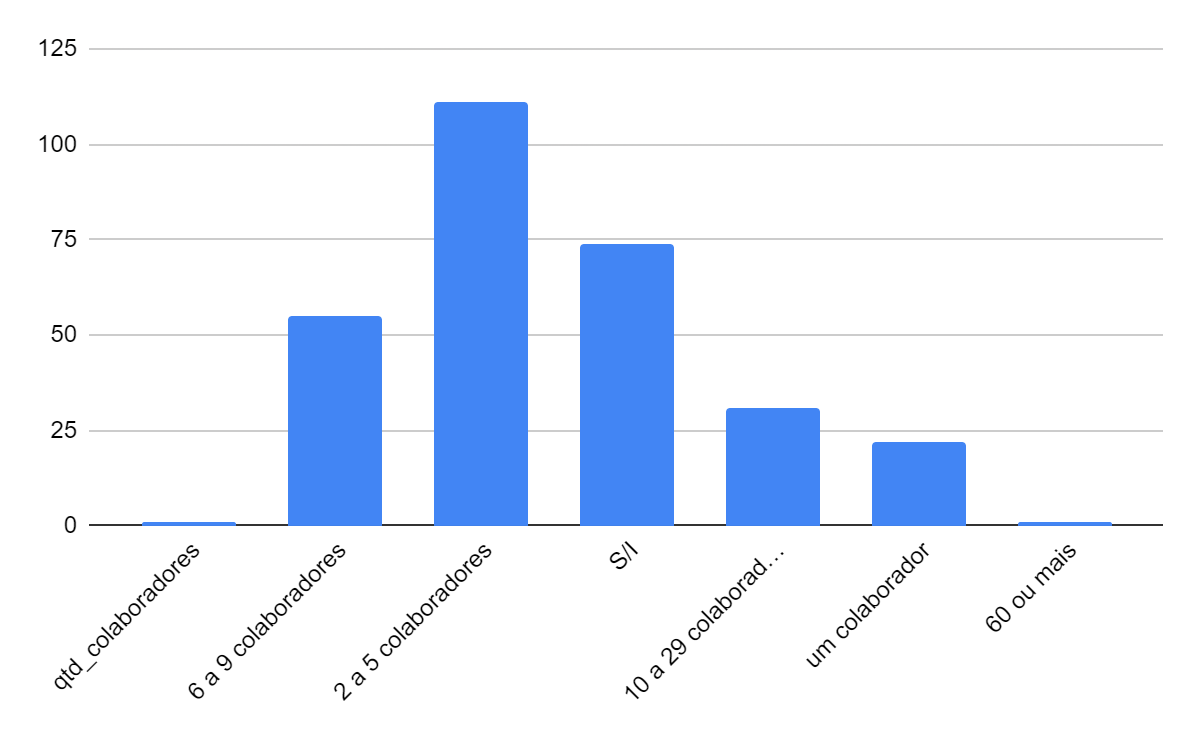 125
100
75
50
25
0
qtd_colaboradores
6 a 9 colaboradores
2 a 5 colaboradores
S/I
10 a 29 colaborad…
um colaborador
60 ou mais